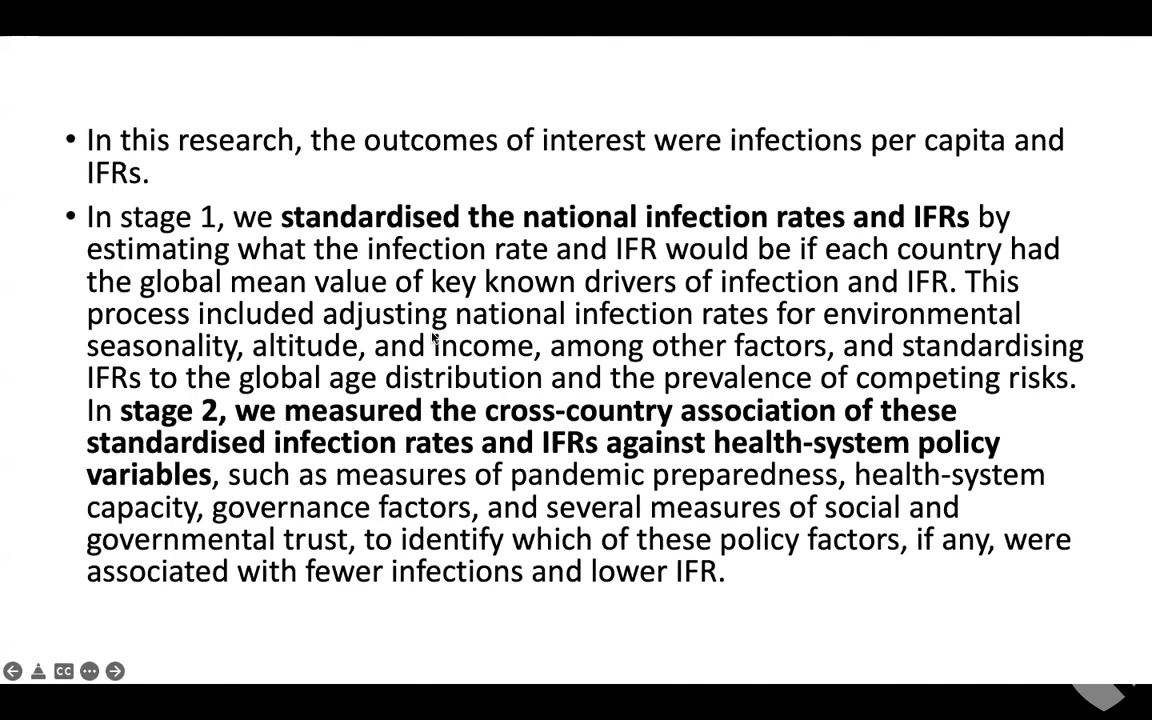 • In this research, the outcomes of interest were infections per capita and
IFRs.
• In stage 1, we standardised the national infection rates and IFRs by
estimating what the infection rate and IFR would be if each country had
the global mean value of key known drivers of infection and IFR. This
process included adjusting national infection rates for environmental
seasonality, altitude, and income, among other factors, and standardising
IFRs to the global age distribution and the prevalence of competing risks.
In stage 2, we measured the cross-country association of these
standardised infection rates and IFRs against health-system policy
variables, such as measures of pandemic preparedness, health-system
capacity, governance factors, and several measures of social and
governmental trust, to identify which of these policy factors, if any, were
associated with fewer infections and lower IFR.
CC